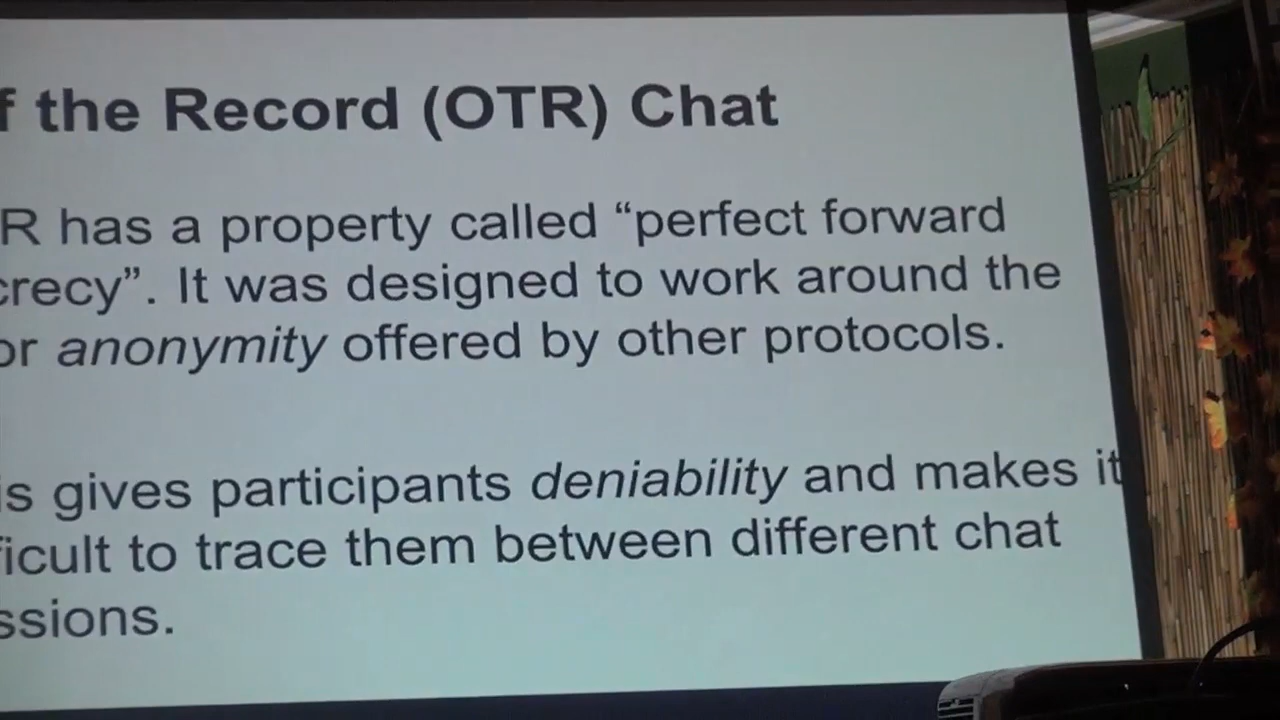 f the Record (OTR) Chat
R has a property called “perfect forward
crecy”. It was designed to work around the
or anonymity offered by other protocols.
is gives participants deniability and makes it
ficult to trace them between different chat
ssions.